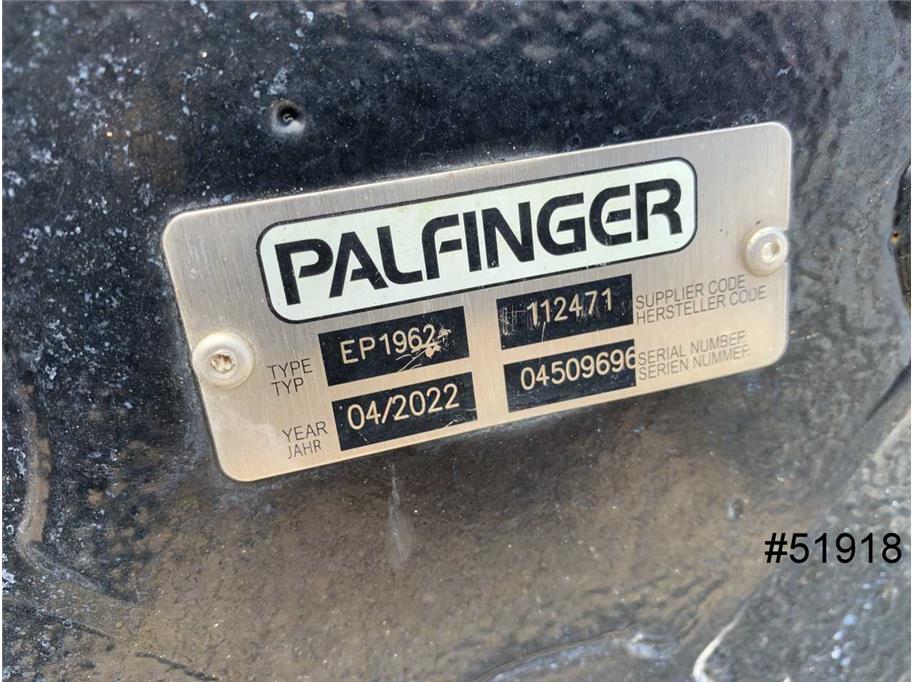 PALFINGER
TYPE EP1962 112471 SUPPLIER CODE
TYP HERSTELLER CODE
YEAR 04/2022 04509696 SERIAL NUMBER
JAHR SERIEN NUMMER
#51918